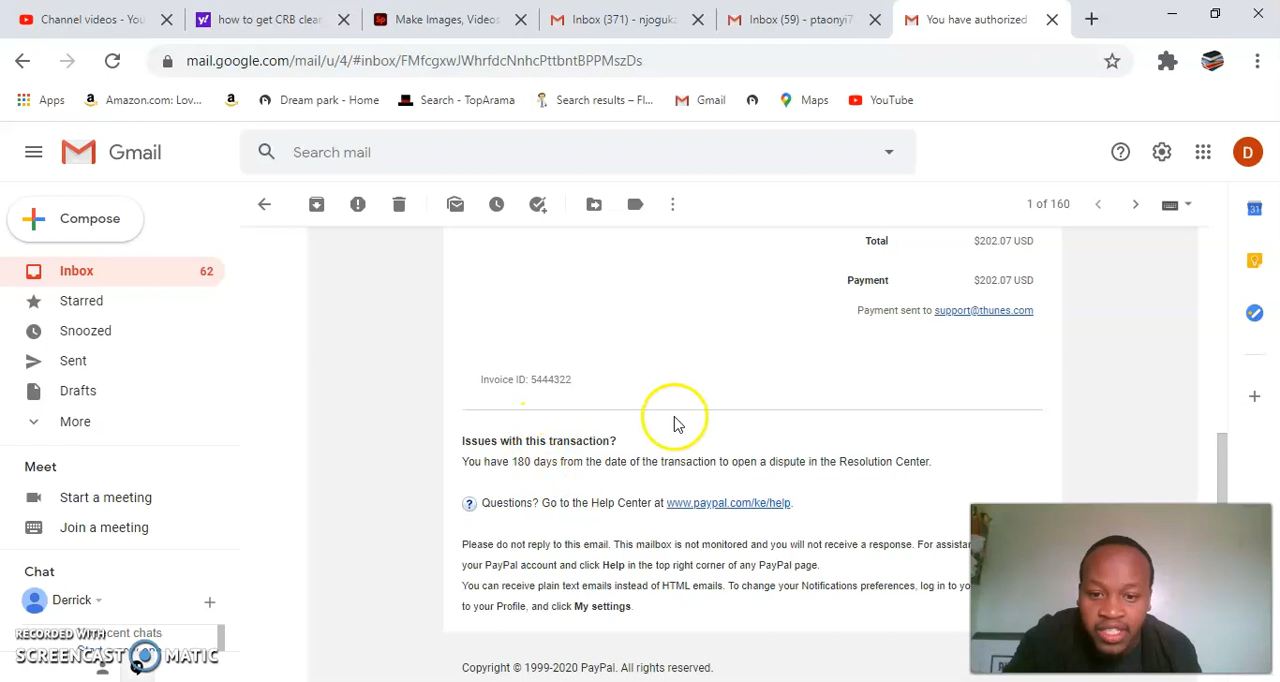 Channel videos - You
how to get CRB clear
Make Images, Videos
Inbox (371) - njoguka
Inbox (59) - ptaonyi7
You have authorized
mail.google.com/mail/u/4/#inbox/FMfcgxwJWhrfdcNnhcPttbntBPPMszDs
Apps
Amazon.com: Lov...
Dream park - Home
Search - TopArama
Search results – Fl...
Gmail
Maps
YouTube
Gmail
Search mail
D
Compose
1 of 160
31
Inbox 62
Starred
Snoozed
Sent
Drafts
More
Meet
Start a meeting
Join a meeting
Chat
Derrick
recent chats
RECORDED WITH
SCREENCAST MATIC
Total $202.07 USD
Payment $202.07 USD
Payment sent to support@thunes.com
Invoice ID: 5444322
Issues with this transaction?
You have 180 days from the date of the transaction to open a dispute in the Resolution Center.
Questions? Go to the Help Center at www.paypal.com/ke/help.
Please do not reply to this email. This mailbox is not monitored and you will not receive a response. For assistan
your PayPal account and click Help in the top right corner of any PayPal page.
You can receive plain text emails instead of HTML emails. To change your Notifications preferences, log in to yo
to your Profile, and click My settings.
Copyright © 1999-2020 PayPal. All rights reserved.